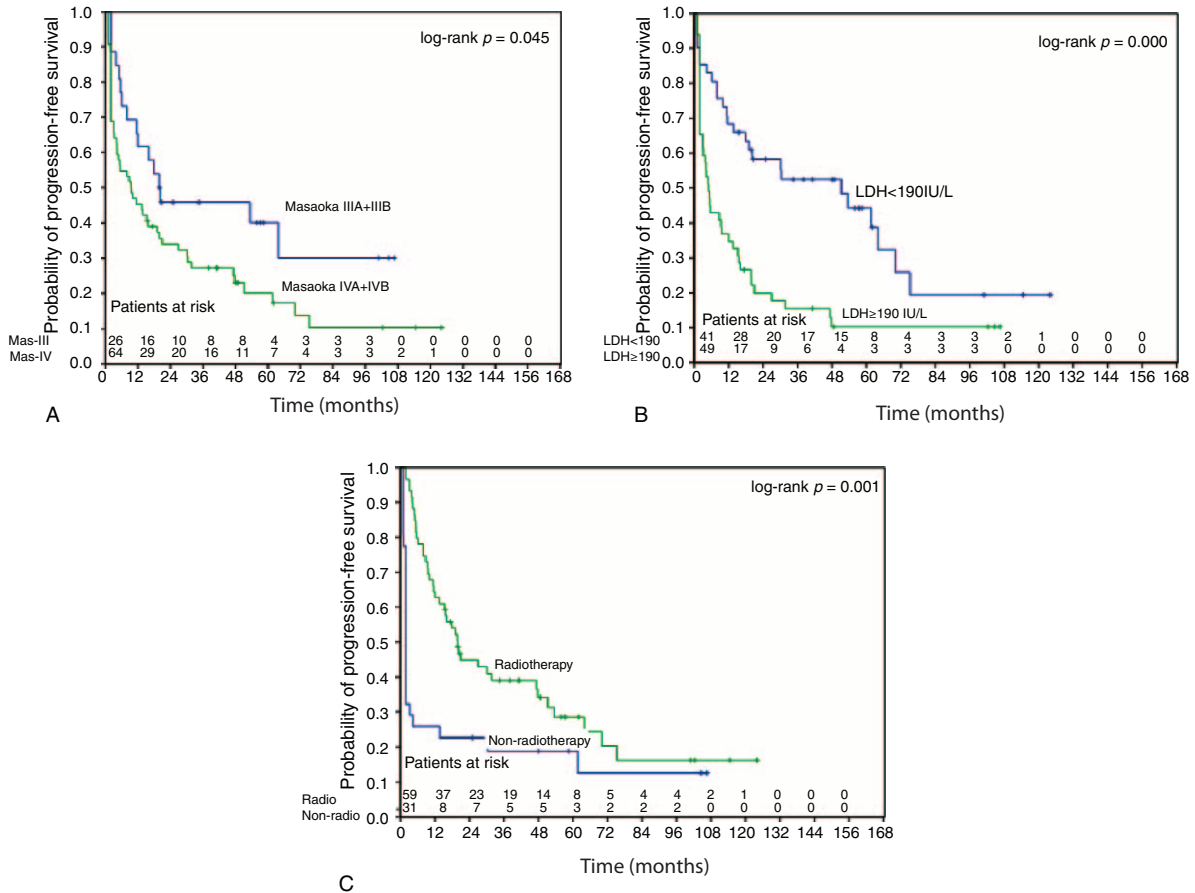 1.0
log-rank p = 0.045
0.9
0.8
0.7
0.6
0.5
Masaoka IIIA+IIIB
0.4
0.3
Masaoka IVA+IVB
0.2
Patients at risk
0.1
Mas-III 26 16 10 8 8 4 3 3 3 0 0 0 0
Mas-IV 64 29 20 16 11 7 4 3 3 2 1 0 0 0
0.0
0 12 24 36 48 60 72 84 96 108 120 132 144 156 168
Time (months)
Probability of progression-free survival
A
1.0
log-rank p = 0.000
0.9
0.8
0.7
0.6
0.5
LDH<190IU/L
0.4
0.3
0.2
LDH≥190 IU/L
Patients at risk
0.1
LDH<190 41 28 20 17 15 8 4 3 3 2 1 0 0 0
LDH≥190 49 17 9 6 4 3 3 3 3 0 0 0 0 0
0.0
0 12 24 36 48 60 72 84 96 108 120 132 144 156 168
Time (months)
Probability of progression-free survival
B
1.0
log-rank p = 0.001
0.9
0.8
0.7
0.6
0.5
Radiotherapy
0.4
0.3
Non-radiotherapy
0.2
Patients at risk
0.1
Radio 59 37 23 19 14 8 5 4 4 2 1 0 0 0
Non-radio 31 8 7 5 5 3 2 2 2 0 0 0 0 0
0.0
0 12 24 36 48 60 72 84 96 108 120 132 144 156 168
Time (months)
Probability of progression-free survival
C